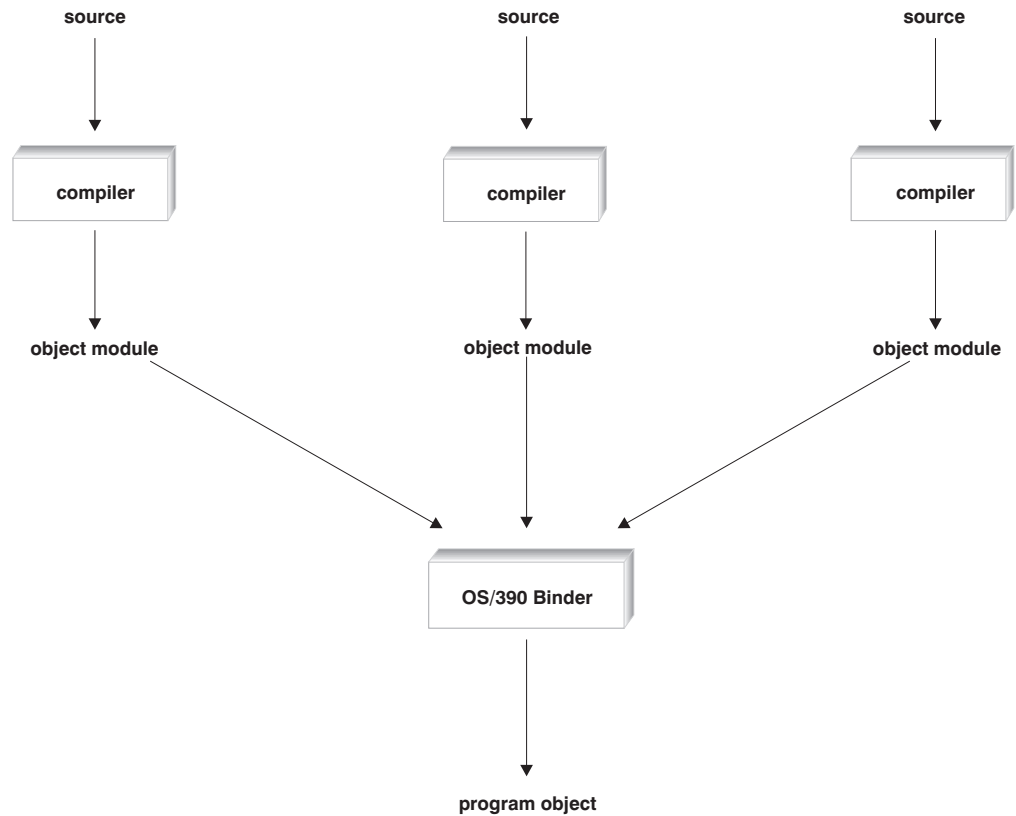 source
source
source
compiler
compiler
compiler
object module
object module
object module
OS/390 Binder
program object